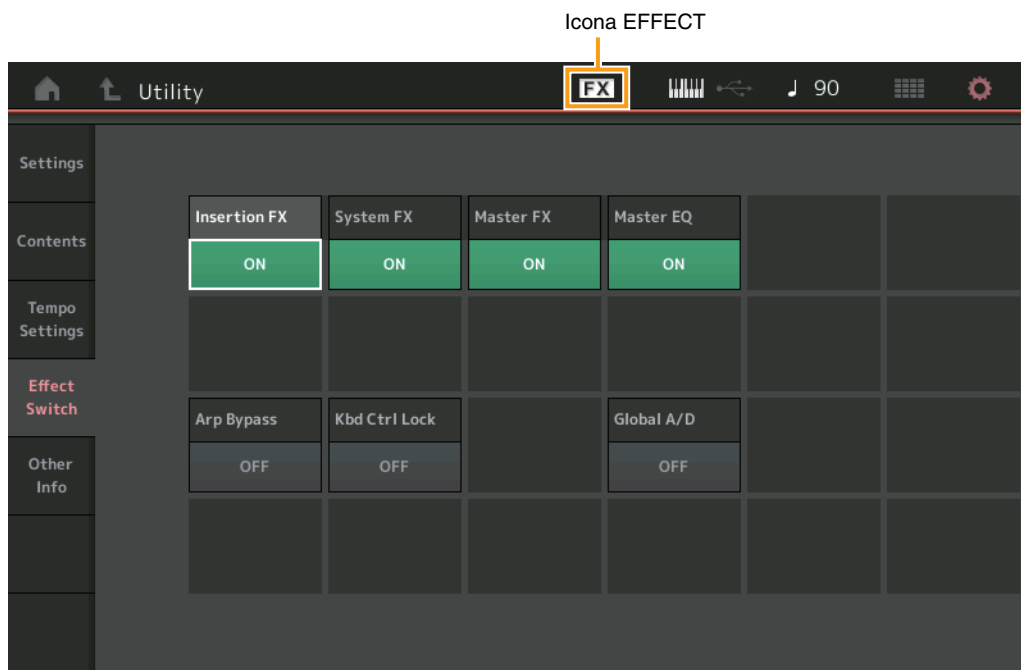 Icona EFFECT
Utility
FX
90
Settings
Contents
Tempo
Settings
Effect
Switch
Other
Info
Insertion FX
System FX
Master FX
Master EQ
ON
ON
ON
ON
Arp Bypass
Kbd Ctrl Lock
Global A/D
OFF
OFF
OFF